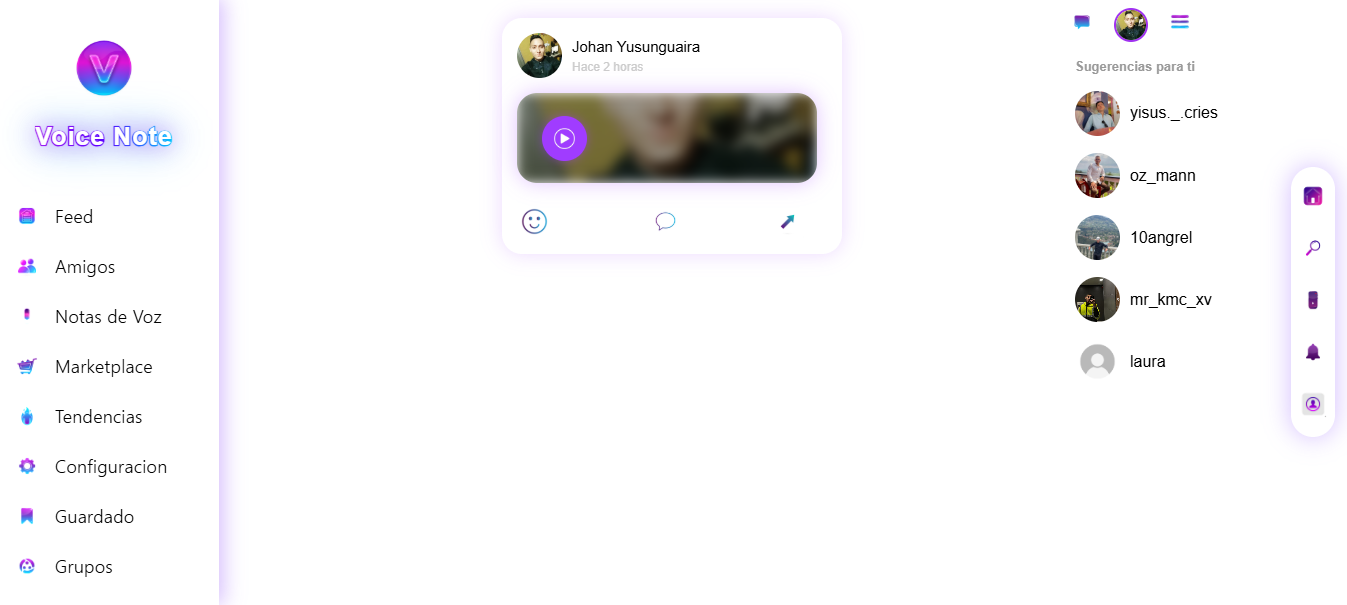 V
Voice Note
Feed
Amigos
Notas de Voz
Marketplace
Tendencias
Configuracion
Guardado
Grupos
Johan Yusunguaira
Hace 2 horas
Sugerencias para ti
yisus._.cries
oz_mann
10angrel
mr_kmc_xv
laura